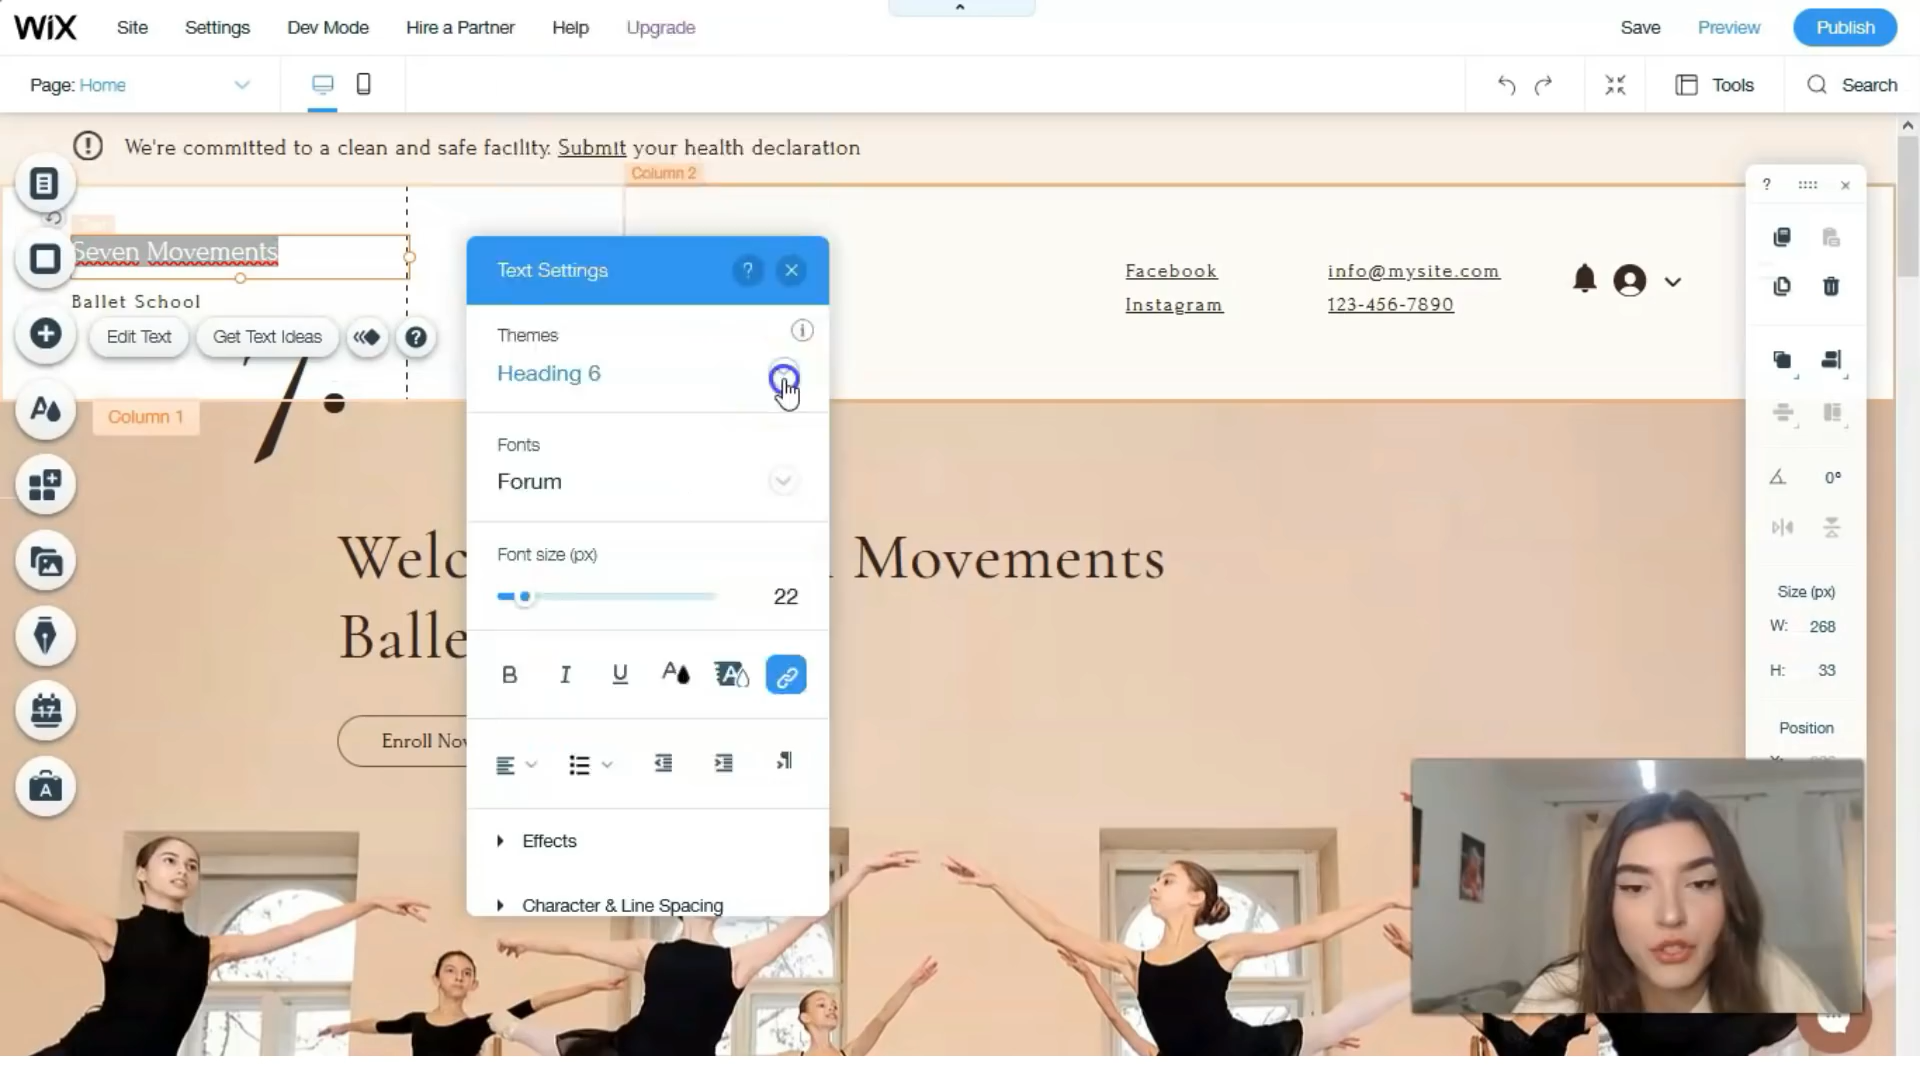 WiX Site Settings Dev Mode Hire a Partner Help Upgrade Save Preview Publish
Page: Home Tools Search
We're committed to a clean and safe facility. Submit your health declaration
Column 2
Seven Movements
Ballet School
Edit Text Get Text Ideas ?
Column 1
Text Settings ?
Themes
Heading 6
Fonts
Forum
Font size (px)
22
B I U A A
Effects
Character & Line Spacing
Facebook info@mysite.com
Instagram 123-456-7890
Movements
Enroll
17
A
?
0°
Size (px)
W: 268
H: 33
Position